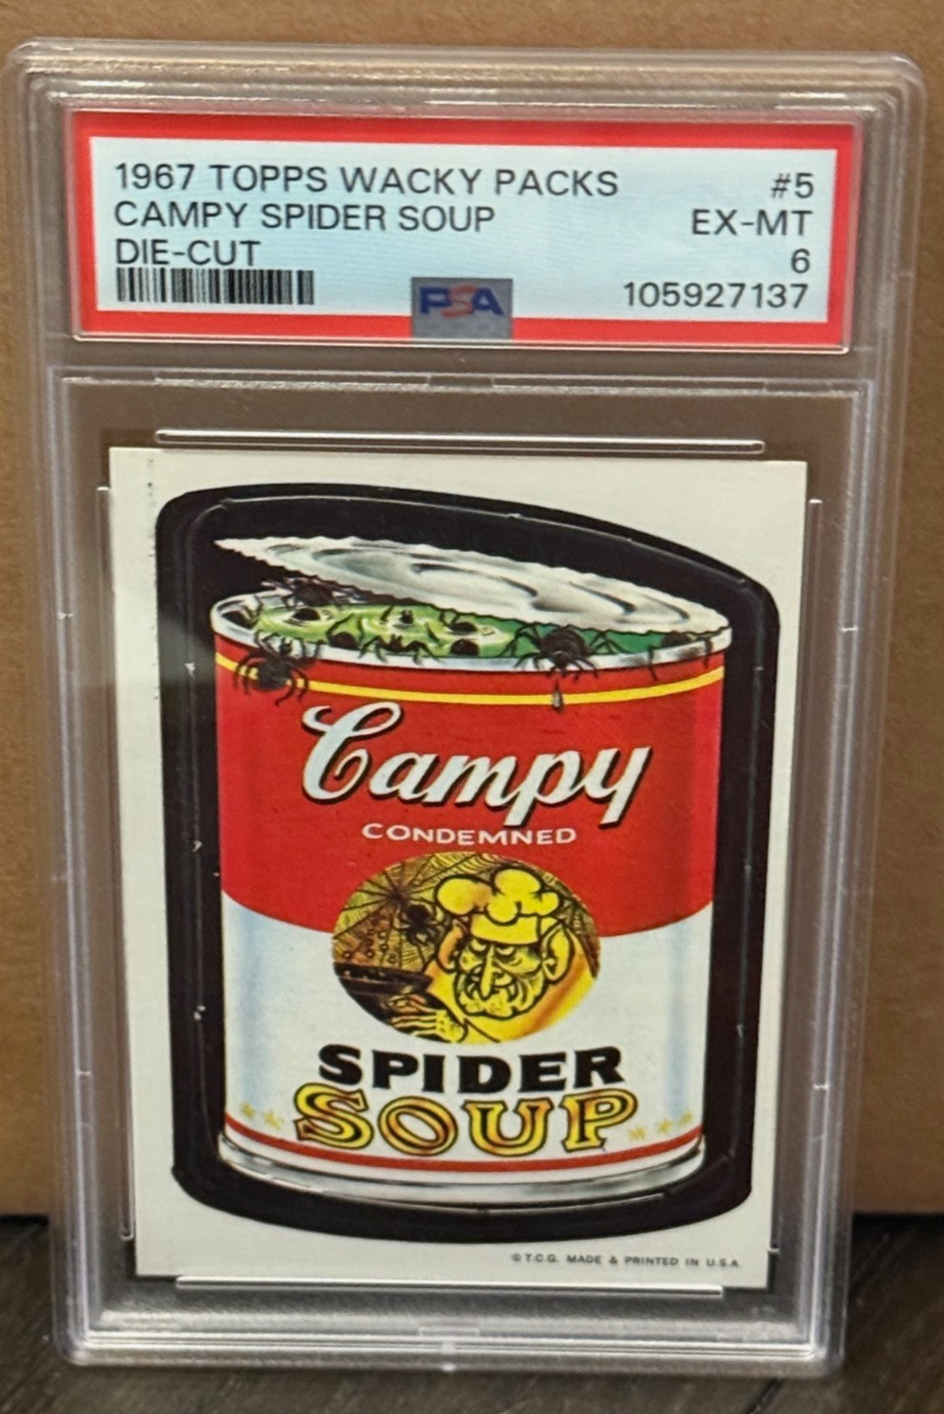 1967 TOPPS WACKY PACKS #5
CAMPY SPIDER SOUP EX-MT
DIE-CUT 6
PSA 105927137
Campy
CONDEMNED
SPIDER
SOUP
©T.C.G. MADE & PRINTED IN U.S.A.